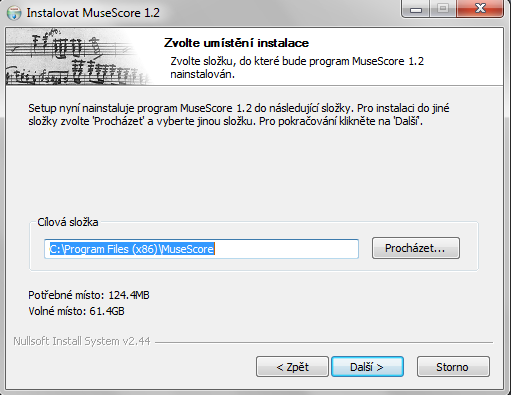 Instalovat MuseScore 1.2
Zvolte umístění instalace
Zvolte složku, do které bude program MuseScore 1.2
nainstalován.
Setup nyní nainstaluje program MuseScore 1.2 do následující složky. Pro instalaci do jiné
složky zvolte 'Procházet' a vyberte jinou složku. Pro pokračování klikněte na 'Další'.
Cílová složka
C:\Program Files (x86)\MuseScore
Procházet...
Potřebné místo: 124.4MB
Volné místo: 61.4GB
Nullsoft Install System v2.44
< Zpět
Další >
Storno